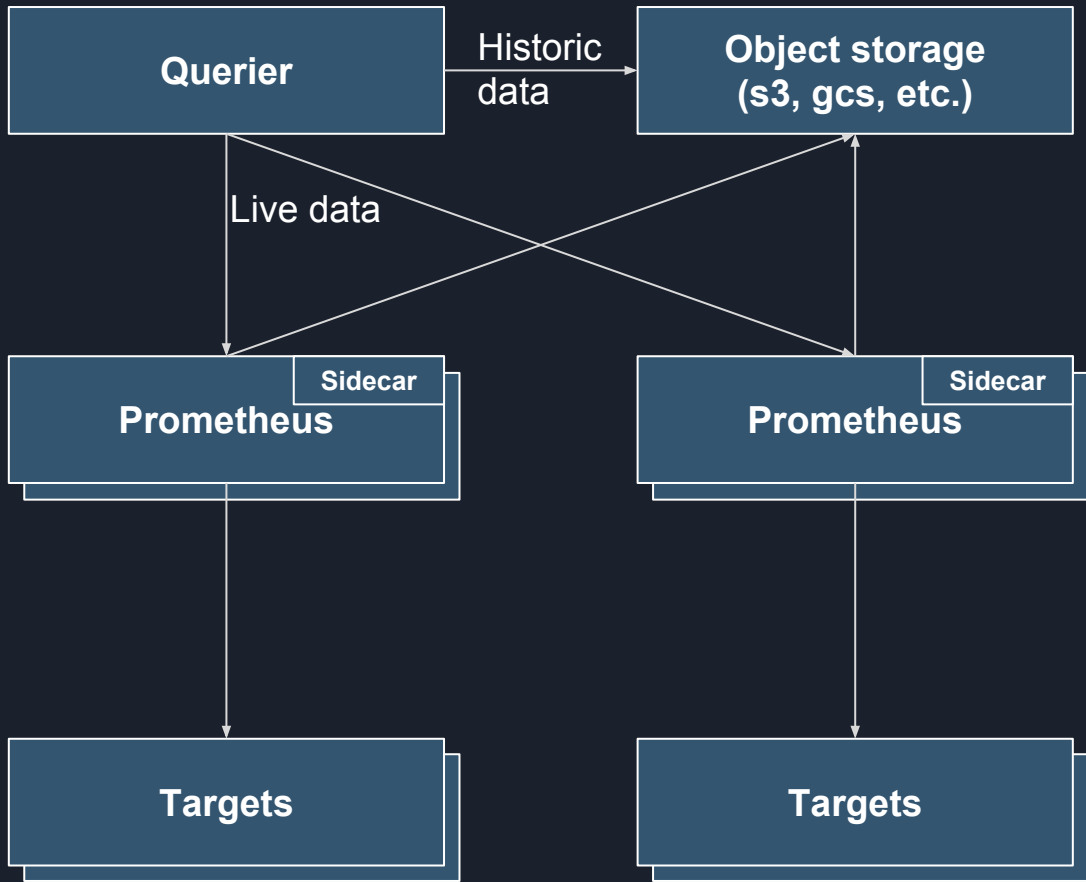 Querier
Historic
data
Object storage
(s3, gcs, etc.)
Live data
Sidecar
Prometheus
Sidecar
Prometheus
Targets
Targets